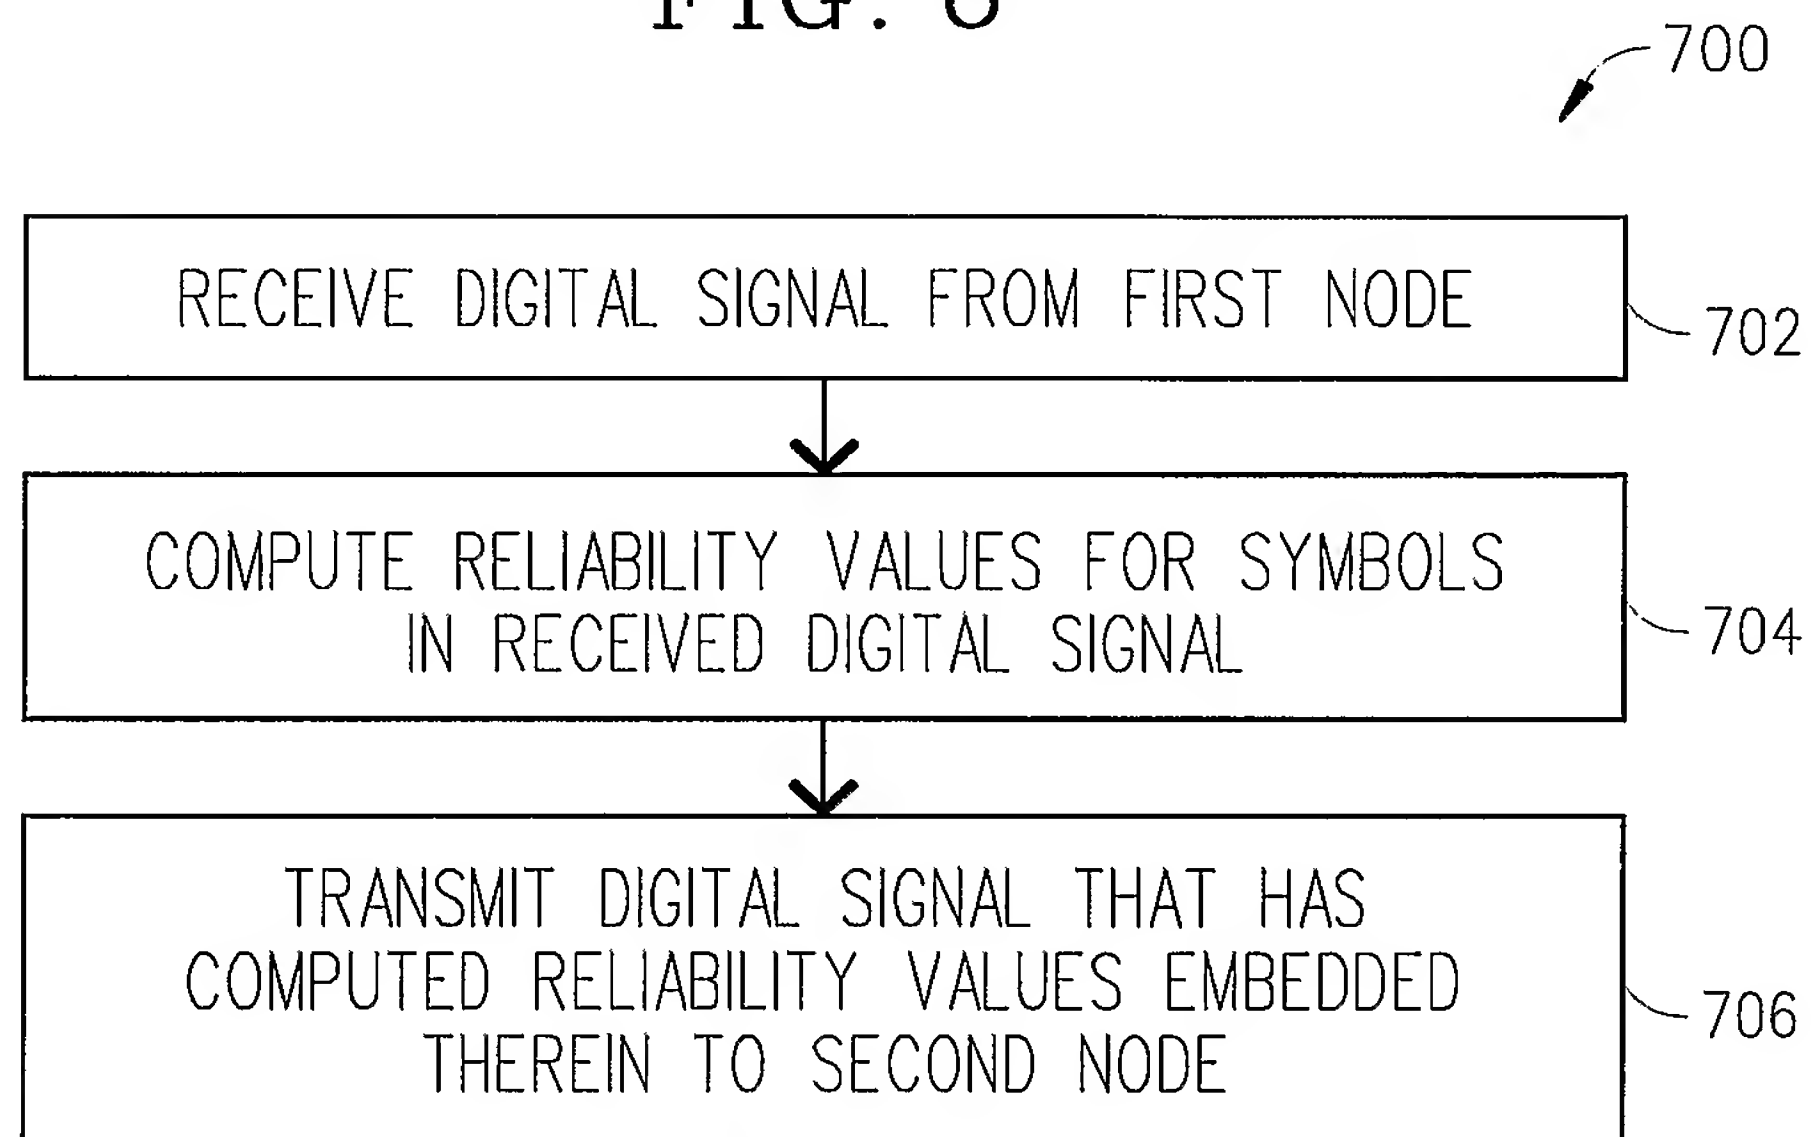 FIG.
700
RECEIVE DIGITAL SIGNAL FROM FIRST NODE
702
COMPUTE RELIABILITY VALUES FOR SYMBOLS
IN RECEIVED DIGITAL SIGNAL
704
TRANSMIT DIGITAL SIGNAL THAT HAS
COMPUTED RELIABILITY VALUES EMBEDDED
THEREIN TO SECOND NODE
706